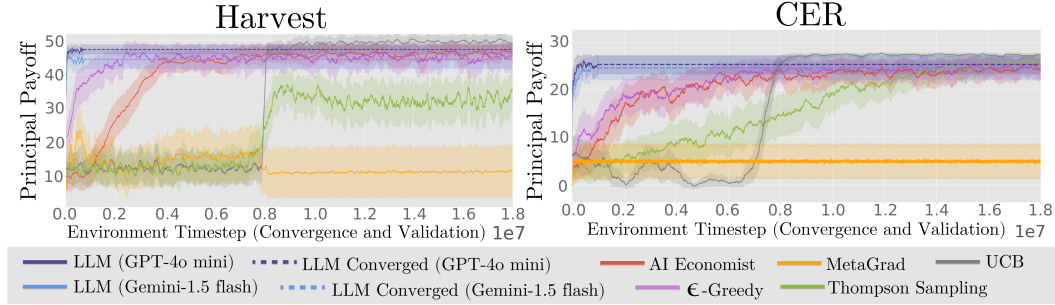 Harvest
CER
Principal Payoff
50
40
30
20
10
0.0 0.2 0.4 0.6 0.8 1.0 1.2 1.4 1.6 1.8
Environment Timestep (Convergence and Validation) 1e7
Principal Payoff
30
20
10
0
0.0 0.2 0.4 0.6 0.8 1.0 1.2 1.4 1.6 1.8
Environment Timestep (Convergence and Validation) 1e7
LLM (GPT-4o mini) LLM Converged (GPT-4o mini) AI Economist MetaGrad UCB
LLM (Gemini-1.5 flash) LLM Converged (Gemini-1.5 flash) ϵ-Greedy Thompson Sampling